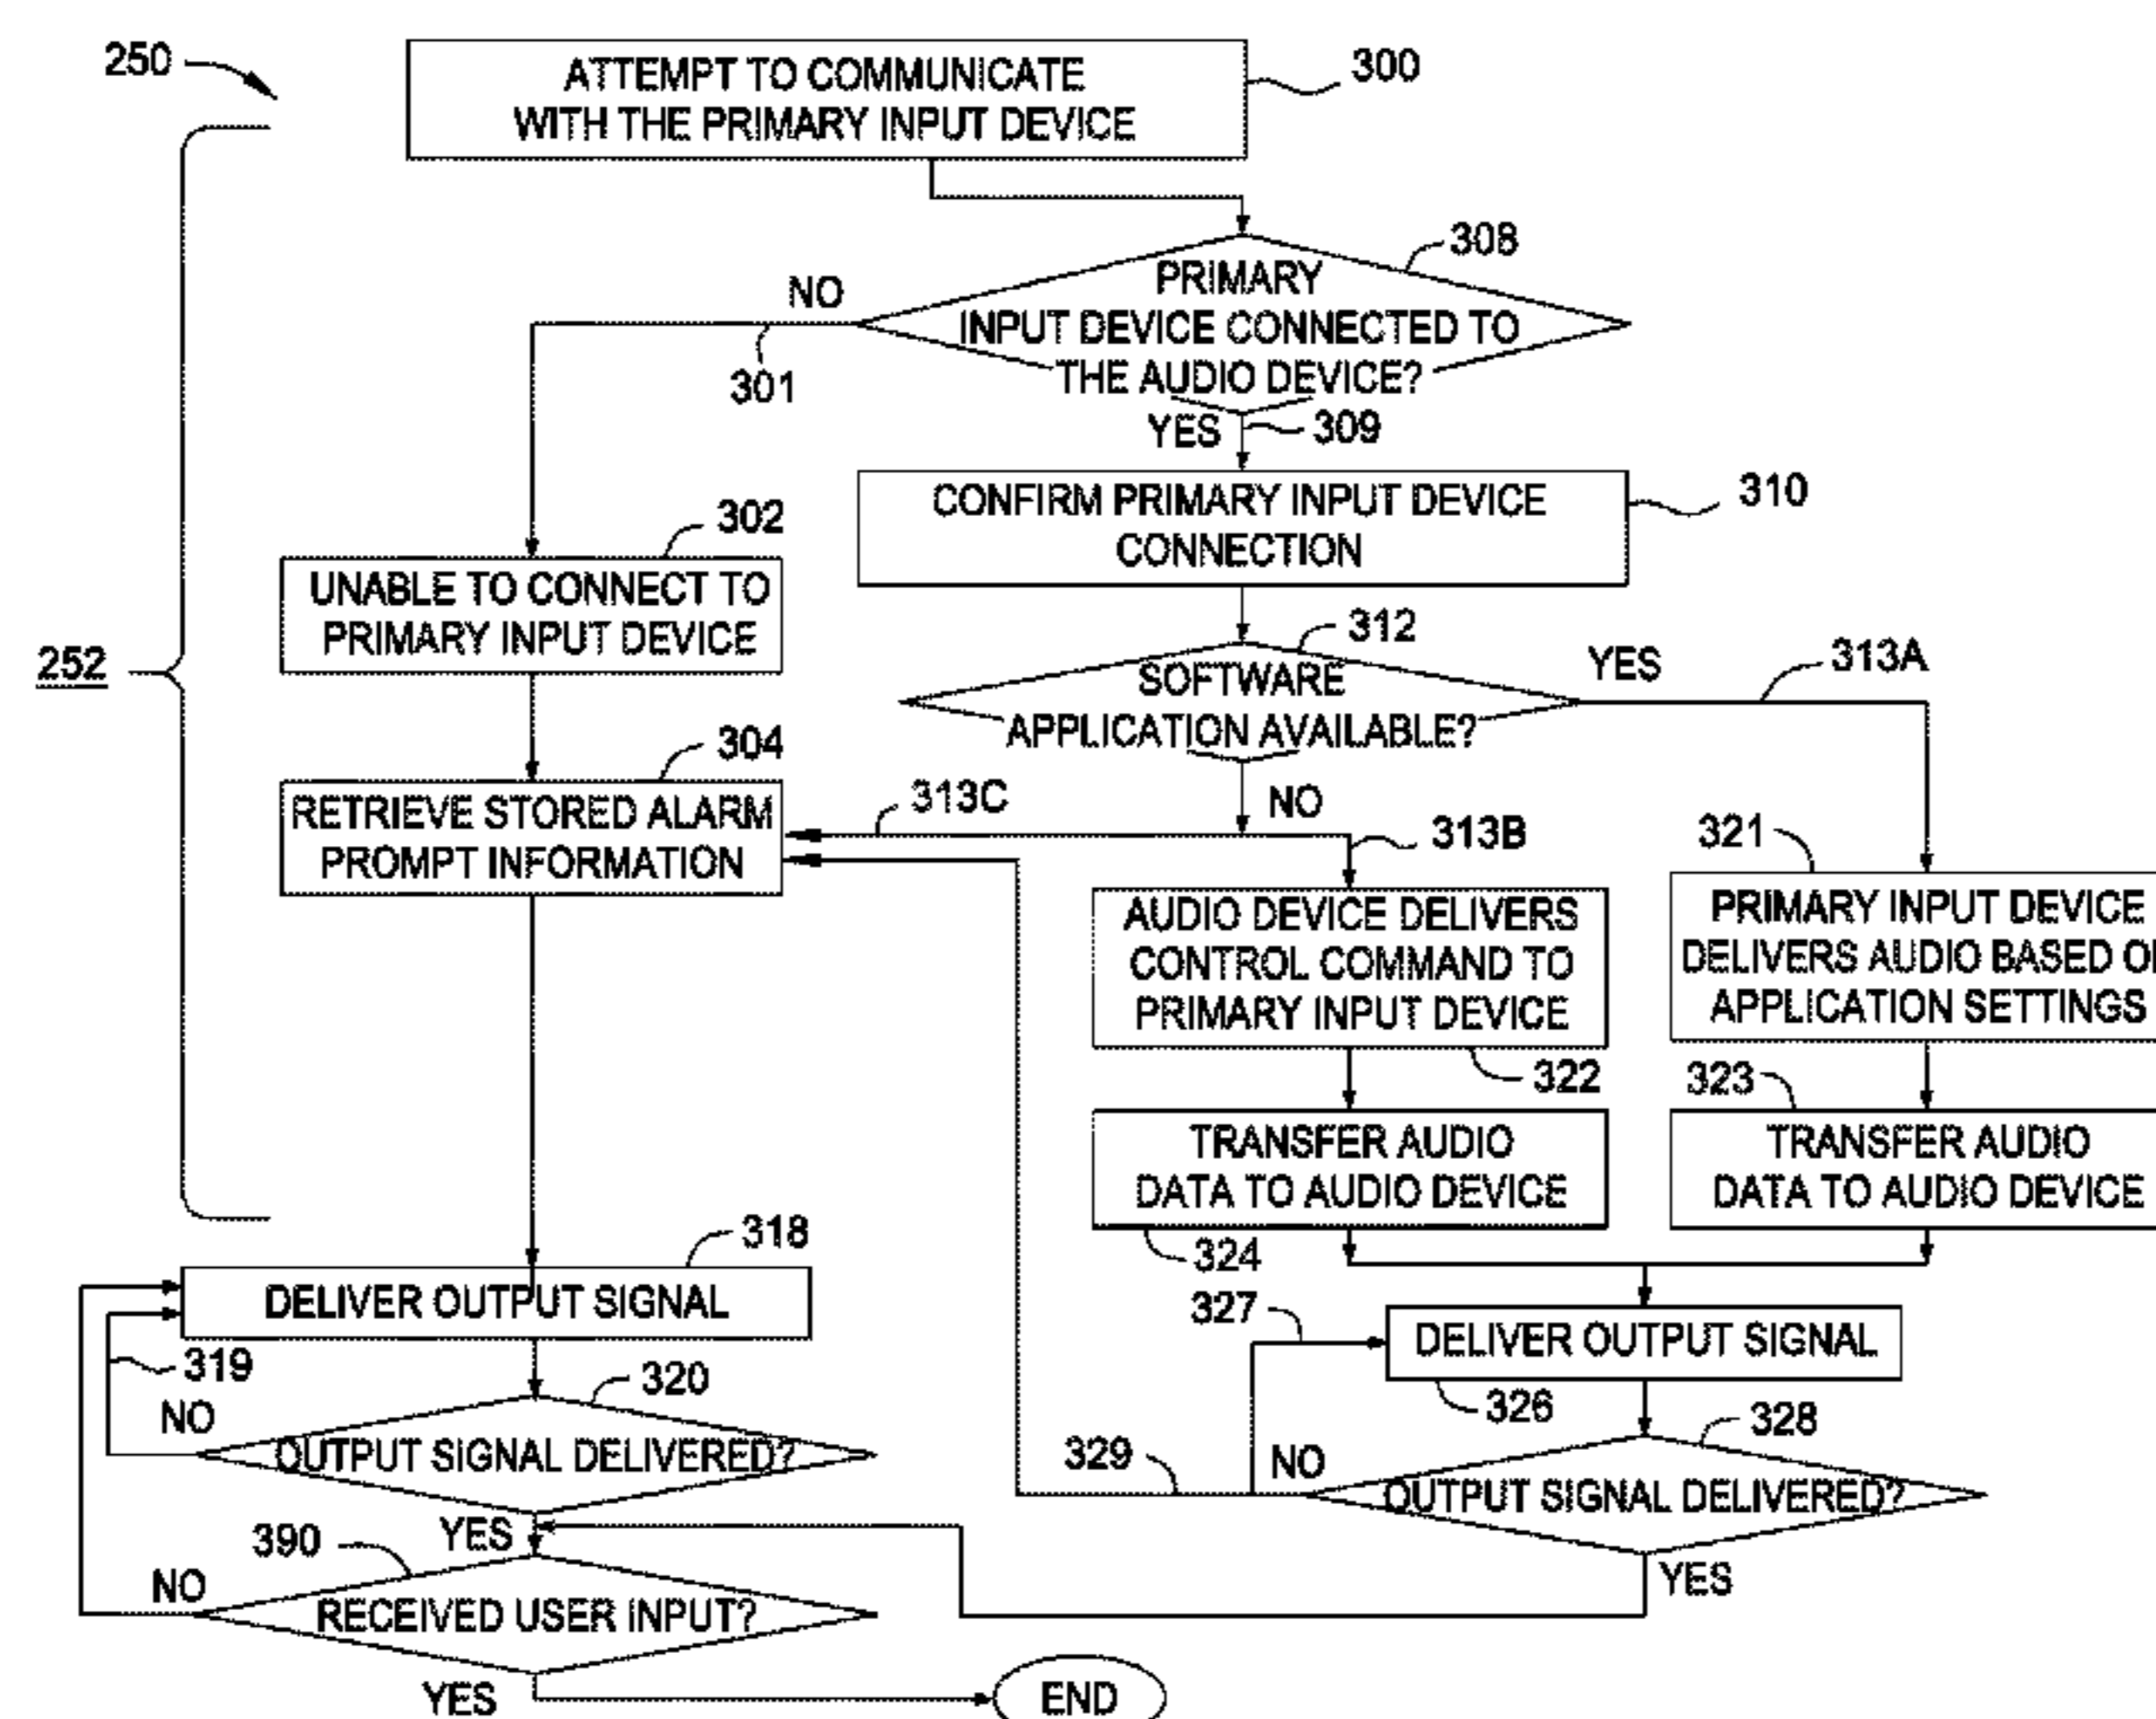 250
ATTEMPT TO COMMUNICATE
WITH THE PRIMARY INPUT DEVICE
300
308
PRIMARY
INPUT DEVICE CONNECTED TO
THE AUDIO DEVICE?
NO
301
YES
309
CONFIRM PRIMARY INPUT DEVICE
CONNECTION
310
302
UNABLE TO CONNECT TO
PRIMARY INPUT DEVICE
252
312
SOFTWARE
APPLICATION AVAILABLE?
YES
313A
304
RETRIEVE STORED ALARM
PROMPT INFORMATION
313C
NO
313B
321
AUDIO DEVICE DELIVERS
CONTROL COMMAND TO
PRIMARY INPUT DEVICE
322
PRIMARY INPUT DEVICE
DELIVERS AUDIO BASED
APPLICATION SETTINGS
323
TRANSFER AUDIO
DATA TO AUDIO DEVICE
324
TRANSFER AUDIO
DATA TO AUDIO DEVICE
318
DELIVER OUTPUT SIGNAL
319
NO
320
OUTPUT SIGNAL DELIVERED?
YES
327
DELIVER OUTPUT SIGNAL
326
328
329
NO
OUTPUT SIGNAL DELIVERED?
YES
390
NO
RECEIVED USER INPUT?
YES
END